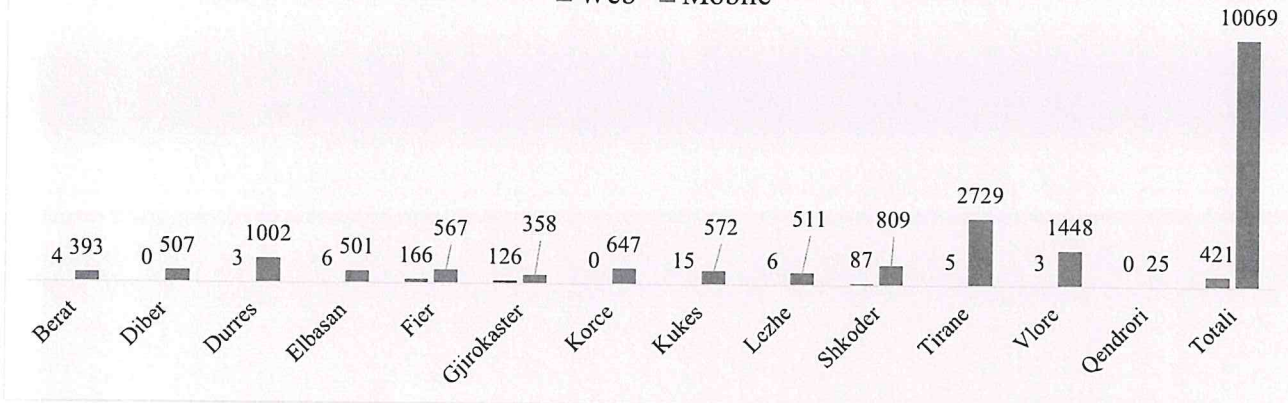 Web Mobile
4 393 0 507 3 1002 6 501 166 567 126 358 0 647 15 572 6 511 87 809 5 2729 3 1448 0 25 421 10069
Berat Diber Durres Elbasan Fier Gjirokaster Korce Kukes Lezhe Shkoder Tirane Vlore Qendrori Totali